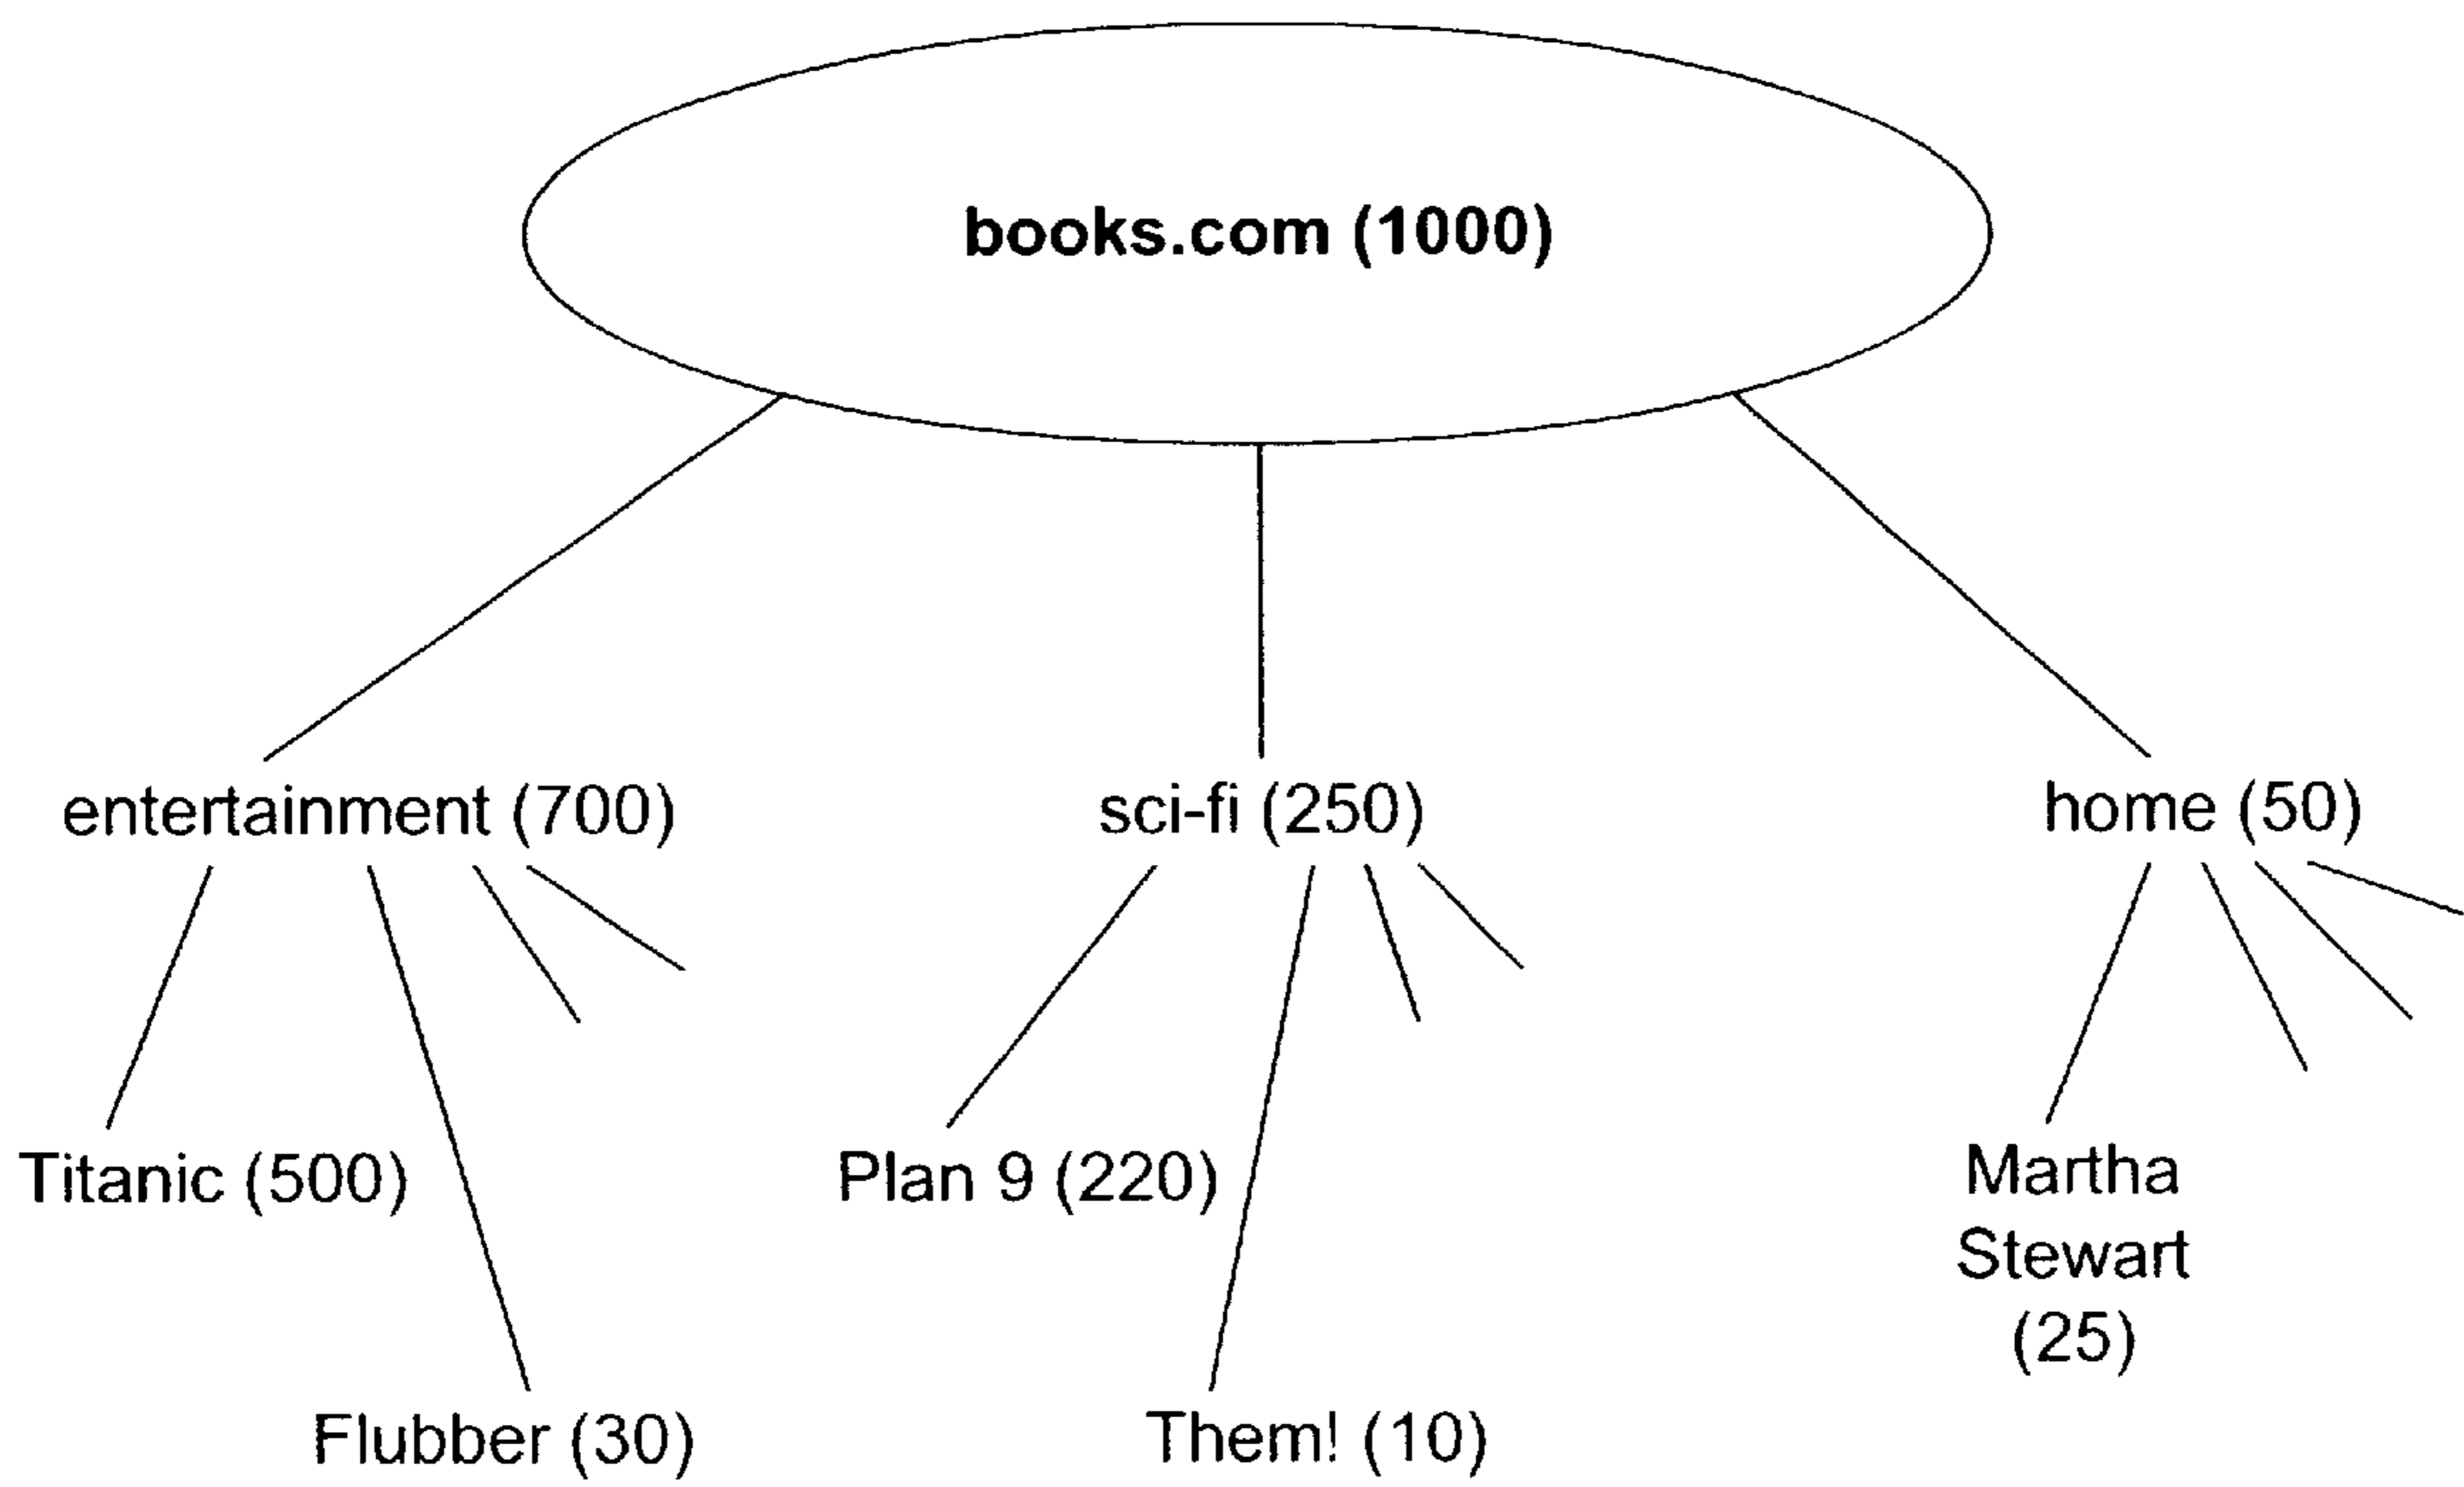 books.com (1000)
entertainment (700)
sci-fi (250)
home (50)
Titanic (500)
Plan 9 (220)
Martha
Stewart
(25)
Flubber (30)
Them! (10)